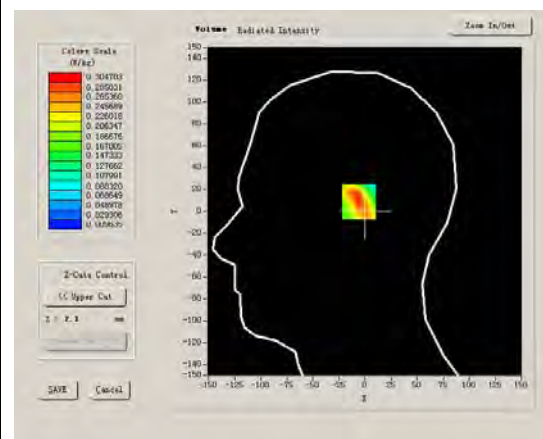 Volume Radiated Intensity
Zoom In/Out
Colors Scale
(W/kg)
0.304703
0.285031
0.265360
0.245689
0.226018
0.206347
0.186676
0.167005
0.147333
0.127662
0.107991
0.088320
0.068649
0.048978
0.029306
Z-Cuts Control
<< Upper Cut
mm
SAVE
Cancel
150
140
120
100
80
60
40
20
0
-20
-40
-60
-80
-100
-120
-140
-150
Y
-150 -125 -100 -75 -50 -25 0 25 50 75 100 125 150
X